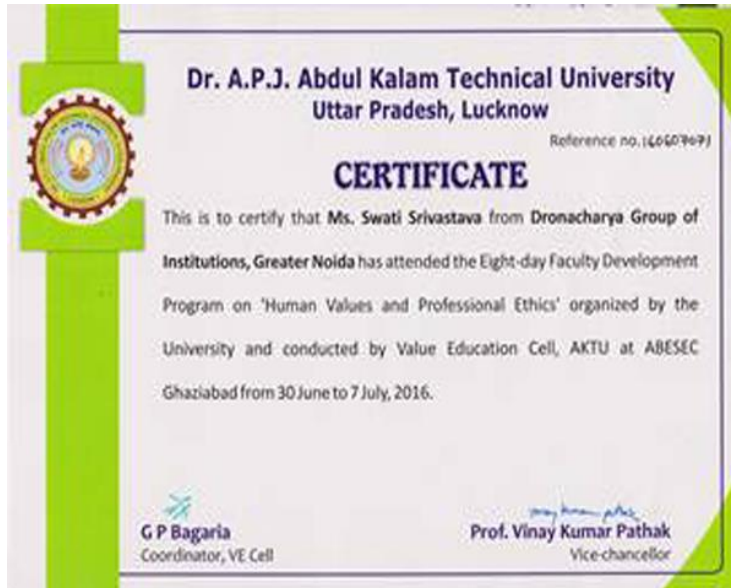 Dr. A.P.J. Abdul Kalam Technical University
Uttar Pradesh, Lucknow
Reference no.
CERTIFICATE
This is to certify that Ms. Swati Srivastava from Dronacharya Group of
Institutions, Greater Noida has attended the Eight-day Faculty Development
Program on 'Human Values and Professional Ethics' organized by the
University and conducted by Value Education Cell, AKTU at ABESEC
Ghaziabad from 30 June to 7 July, 2016.
G P Bagaria
Coordinator, VE Cell
Prof. Vinay Kumar Pathak
Vice-chancellor